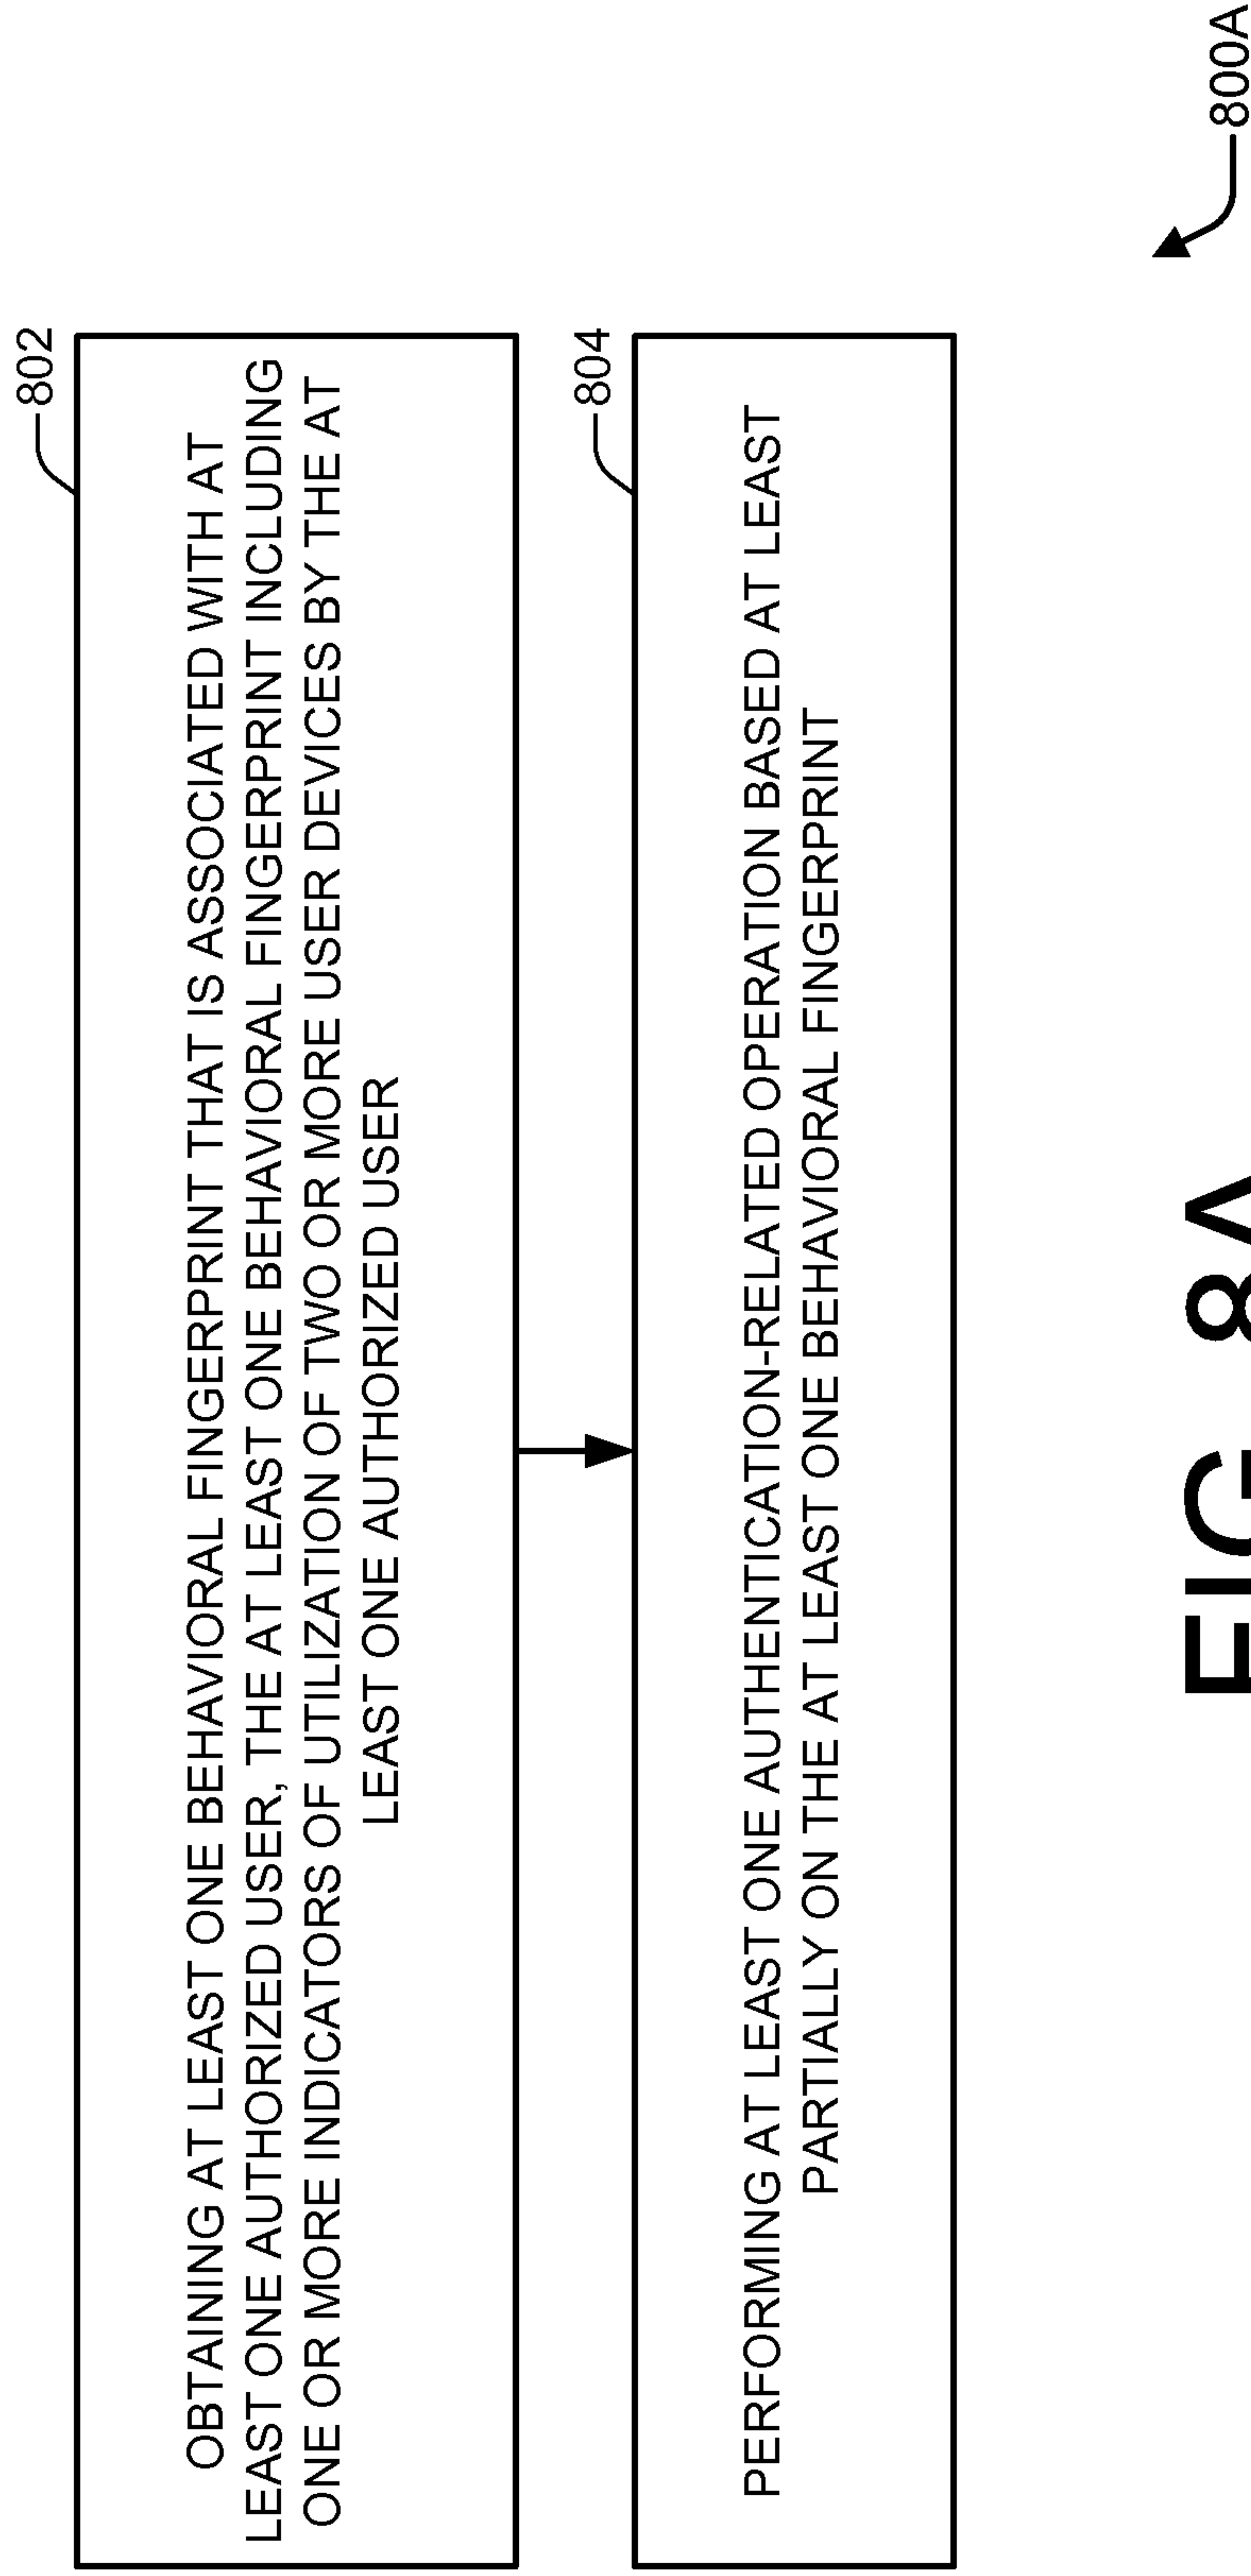 802
OBTAINING AT LEAST ONE BEHAVIORAL FINGERPRINT THAT IS ASSOCIATED WITH AT
LEAST ONE AUTHORIZED USER, THE AT LEAST ONE BEHAVIORAL FINGERPRINT INCLUDING
ONE OR MORE INDICATORS OF UTILIZATION OF TWO OR MORE USER DEVICES BY THE AT
LEAST ONE AUTHORIZED USER
804
PERFORMING AT LEAST ONE AUTHENTICATION-RELATED OPERATION BASED AT LEAST
PARTIALLY ON THE AT LEAST ONE BEHAVIORAL FINGERPRINT
800A
FIG. 8A